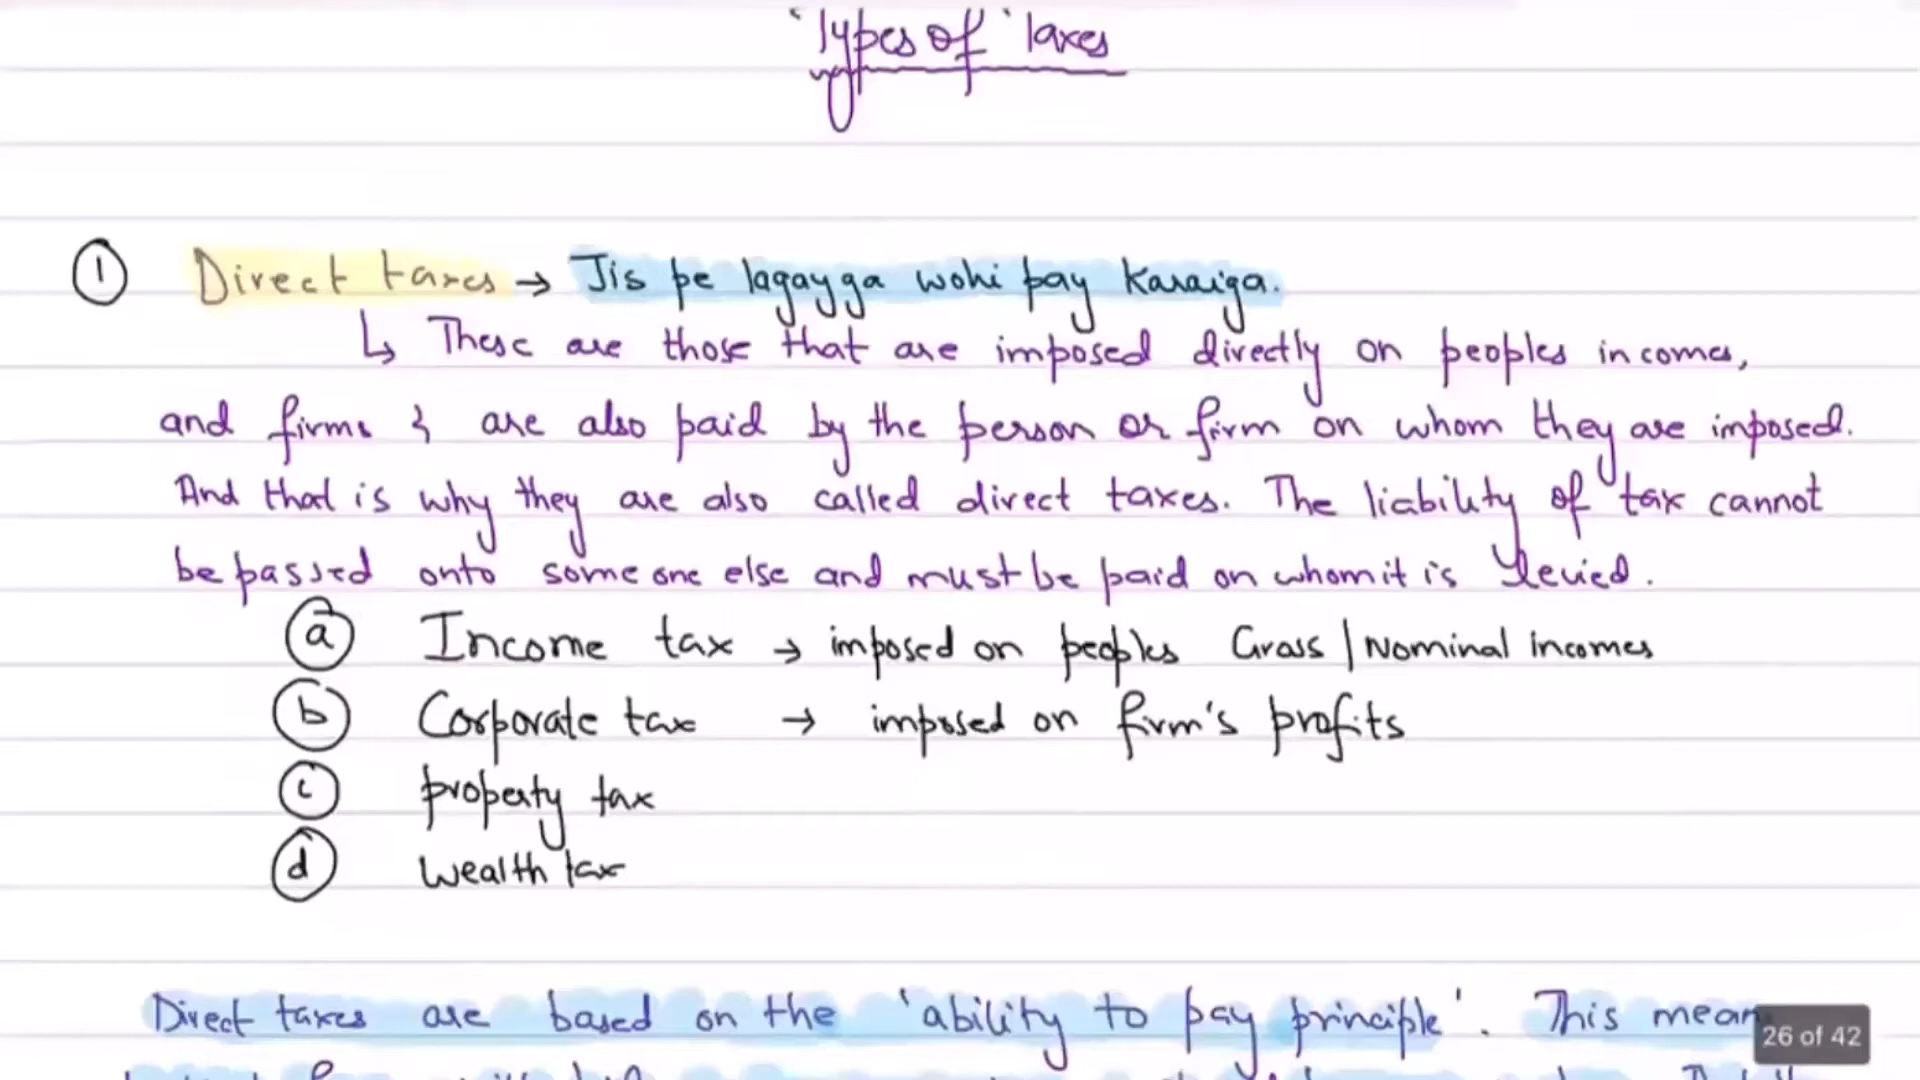 Types of Taxes
① Direct taxes → Jis pe lagayga wohi pay Karaiga.
↳ These are those that are imposed directly on peoples incomes,
and firms & are also paid by the person or firm on whom they are imposed.
And that is why they are also called direct taxes. The liability of tax cannot
be passed onto someone else and must be paid on whom it is levied.
ⓐ Income tax → imposed on peoples Gross / Nominal incomes
ⓑ Corporate tax → imposed on firm's profits
ⓒ property tax
ⓓ Wealth tax
Direct taxes are based on the 'ability to pay principle'. This mean
26 of 42